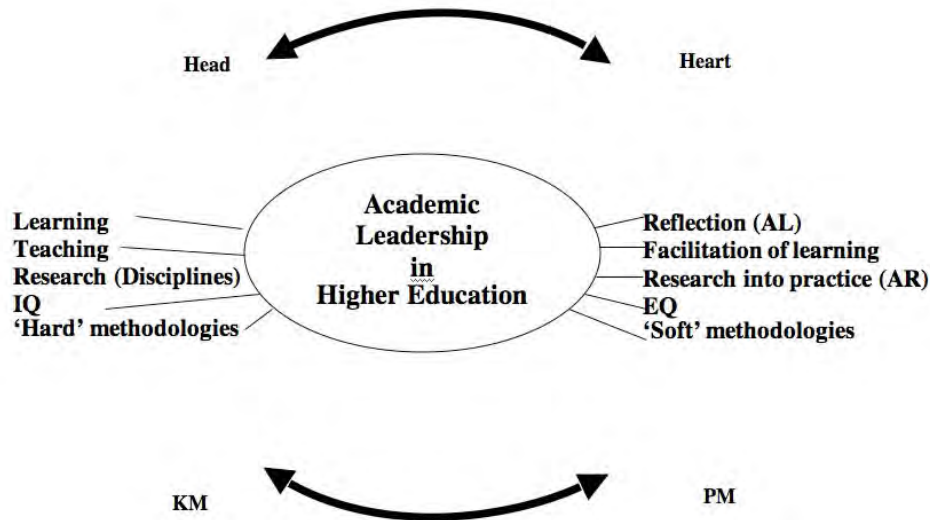 Head
Heart
Academic
Leadership
in
Higher Education
Learning
Teaching
Research (Disciplines)
IQ
‘Hard’ methodologies
Reflection (AL)
Facilitation of learning
Research into practice (AR)
EQ
‘Soft’ methodologies
KM
PM